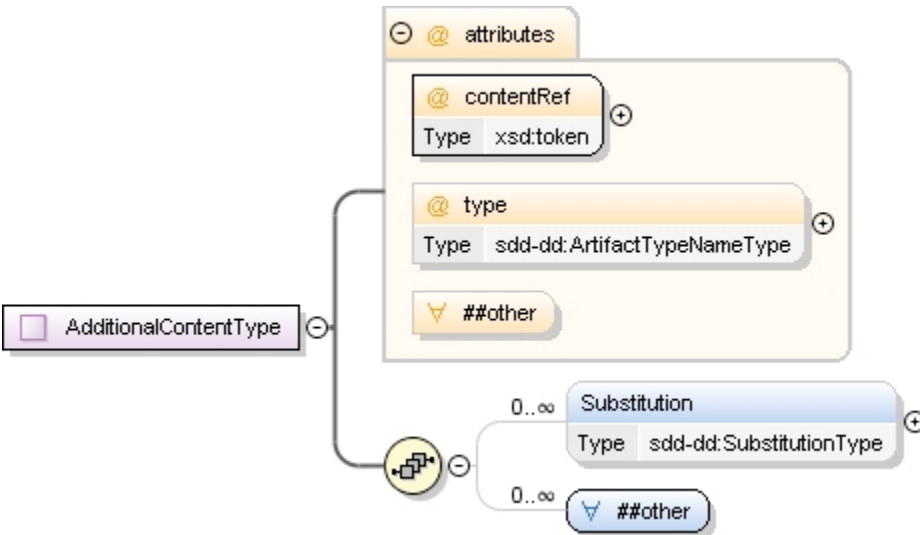 @ attributes
@ contentRef
Type xsd:token
@ type
Type sdd-dd:ArtifactTypeNameType
∀ ##other
AdditionalContentType
0..∞ Substitution
Type sdd-dd:SubstitutionType
0..∞
∀ ##other